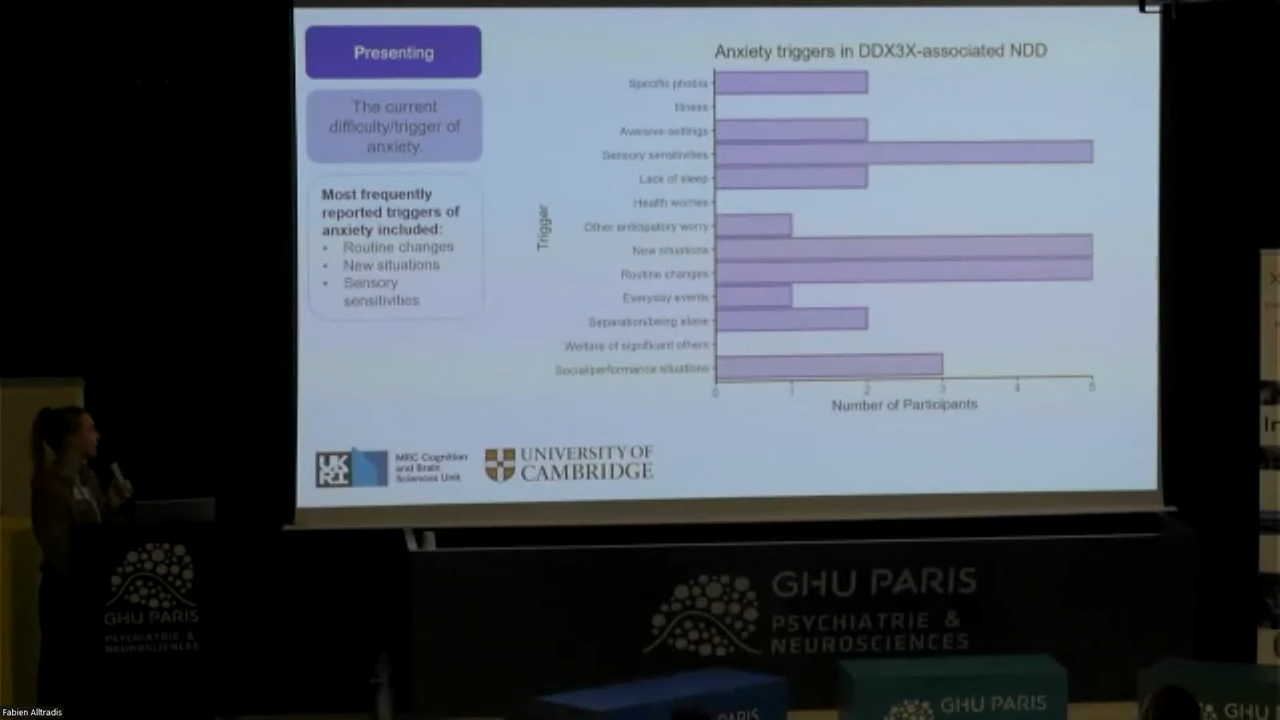 Presenting
The current
difficulty/trigger of
anxiety.
Most frequently
reported triggers of
anxiety included:
• Routine changes
• New situations
• Sensory
sensitivities
Anxiety triggers in DDX3X-associated NDD
Trigger
Specific phobia
Illness
Aversive settings
Sensory sensitivities
Lack of sleep
Health worries
Other anticipatory worry
New situations
Routine changes
Everyday events
Separation/being alone
Welfare of significant others
Social/performance situations
0 1 2 3 4 5
Number of Participants
UK
RI
MRC Cognition
and Brain
Sciences Unit
UNIVERSITY OF
CAMBRIDGE
GHU PARIS
PSYCHIATRIE &
NEUROSCIENCES
GHU PARIS
PSYCHIATRIE &
NEUROSCIENCES
PARIS
GHU PARIS
GHU
Fabien Alltradis